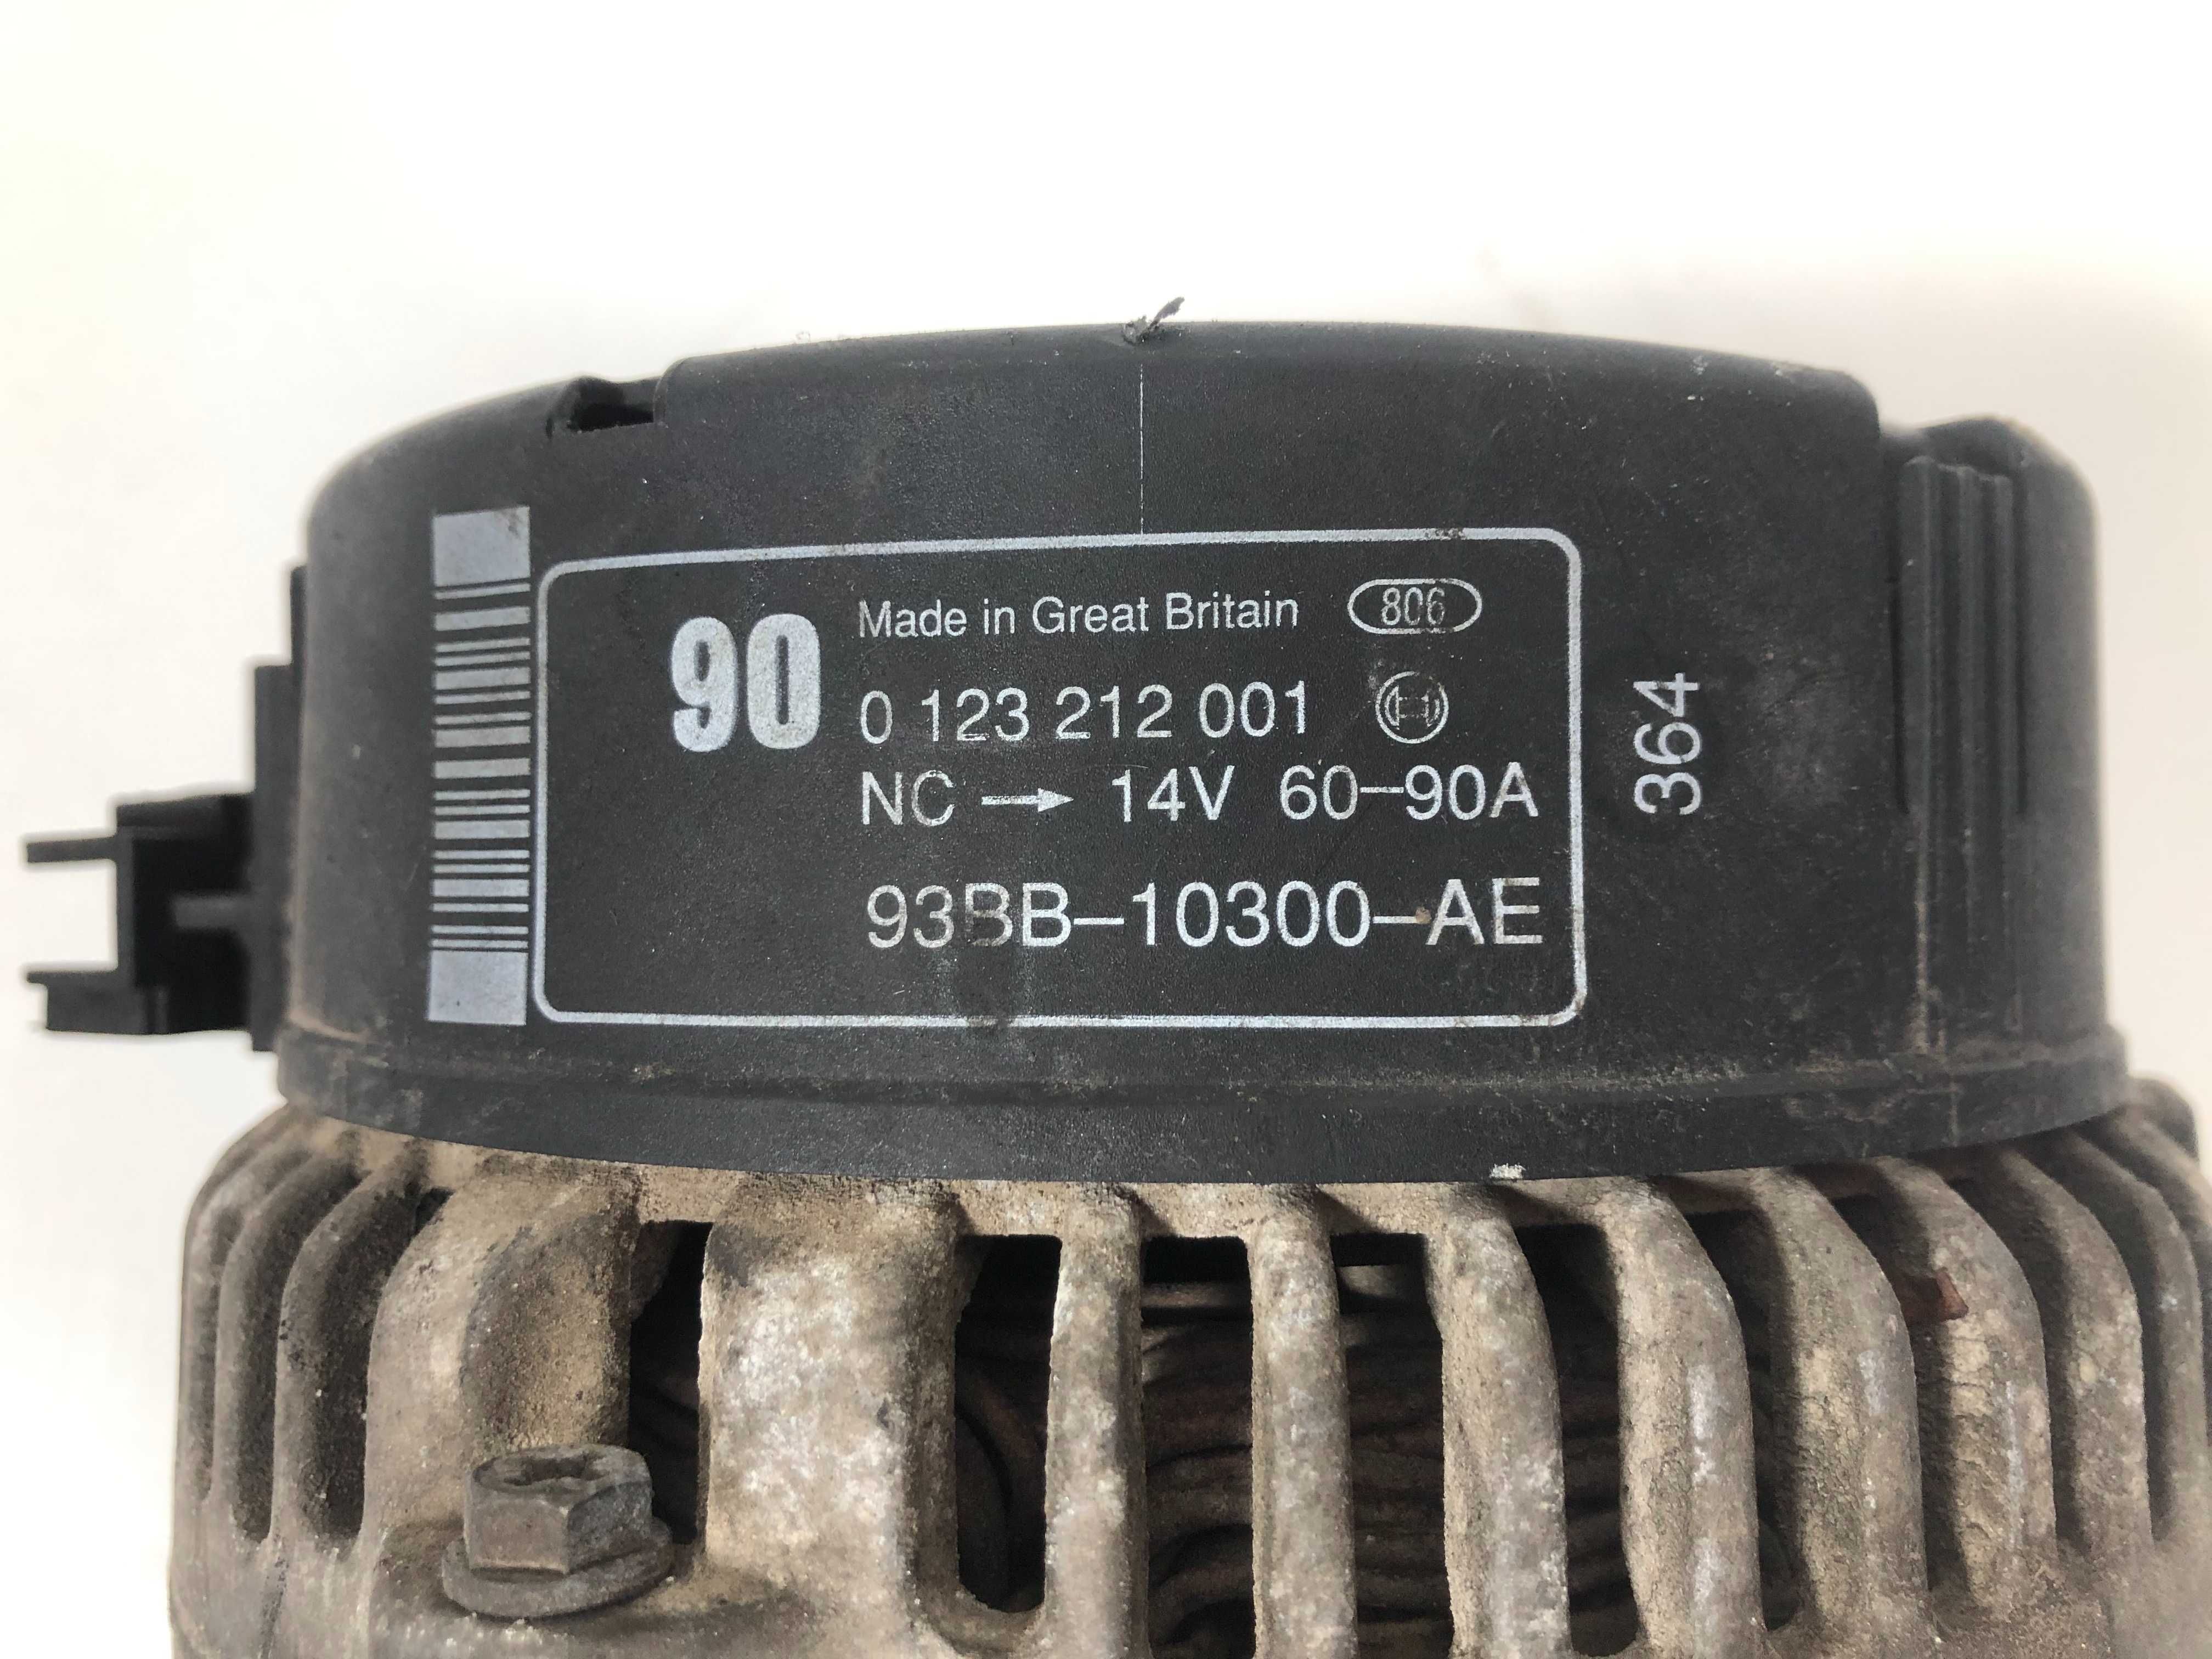 90
Made in Great Britain 806
0 123 212 001
NC → 14V 60–90A
93BB–10300–AE
364